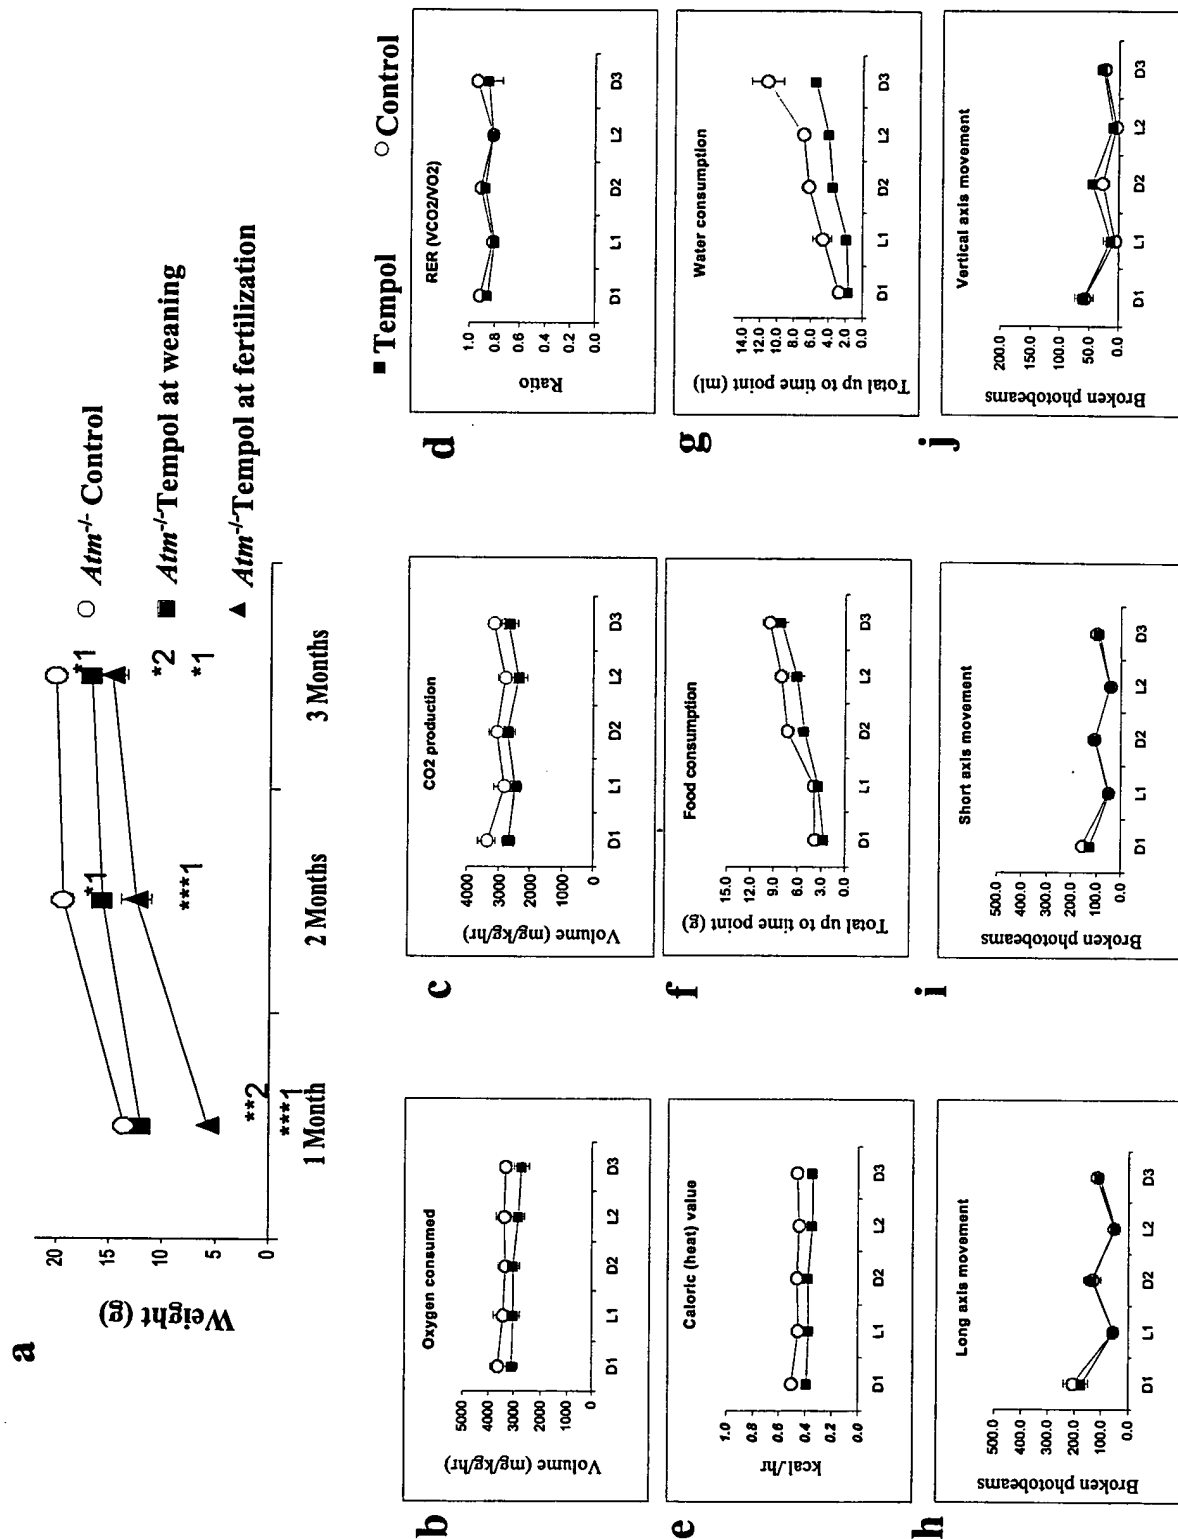 a
Weight (g)
20
15
10
5
0
*1
*2
*1
*1
***1
**2
***1
1 Month
2 Months
3 Months
Atm-/- Control
Atm-/-Tempol at weaning
Atm-/-Tempol at fertilization
Tempol
Control
b
Oxygen consumed
Volume (mg/kg/hr)
5000
4000
3000
2000
1000
0
D1 L1 D2 L2 D3
c
CO2 production
Volume (mg/kg/hr)
4000
3000
2000
1000
0
D1 L1 D2 L2 D3
d
RER (VCO2/VO2)
Ratio
1.0
0.8
0.6
0.4
0.2
0.0
D1 L1 D2 L2 D3
e
Caloric (heat) value
kcal/hr
1.0
0.8
0.6
0.4
0.2
0.0
D1 L1 D2 L2 D3
f
Food consumption
Total up to time point (g)
15.0
12.0
9.0
6.0
3.0
0.0
D1 L1 D2 L2 D3
g
Water consumption
Total up to time point (ml)
14.0
12.0
10.0
8.0
6.0
4.0
2.0
0.0
D1 L1 D2 L2 D3
h
Long axis movement
Broken photobeams
500.0
400.0
300.0
200.0
100.0
0.0
D1 L1 D2 L2 D3
i
Short axis movement
Broken photobeams
500.0
400.0
300.0
200.0
100.0
0.0
D1 L1 D2 L2 D3
j
Vertical axis movement
Broken photobeams
200.0
150.0
100.0
50.0
0.0
D1 L1 D2 L2 D3